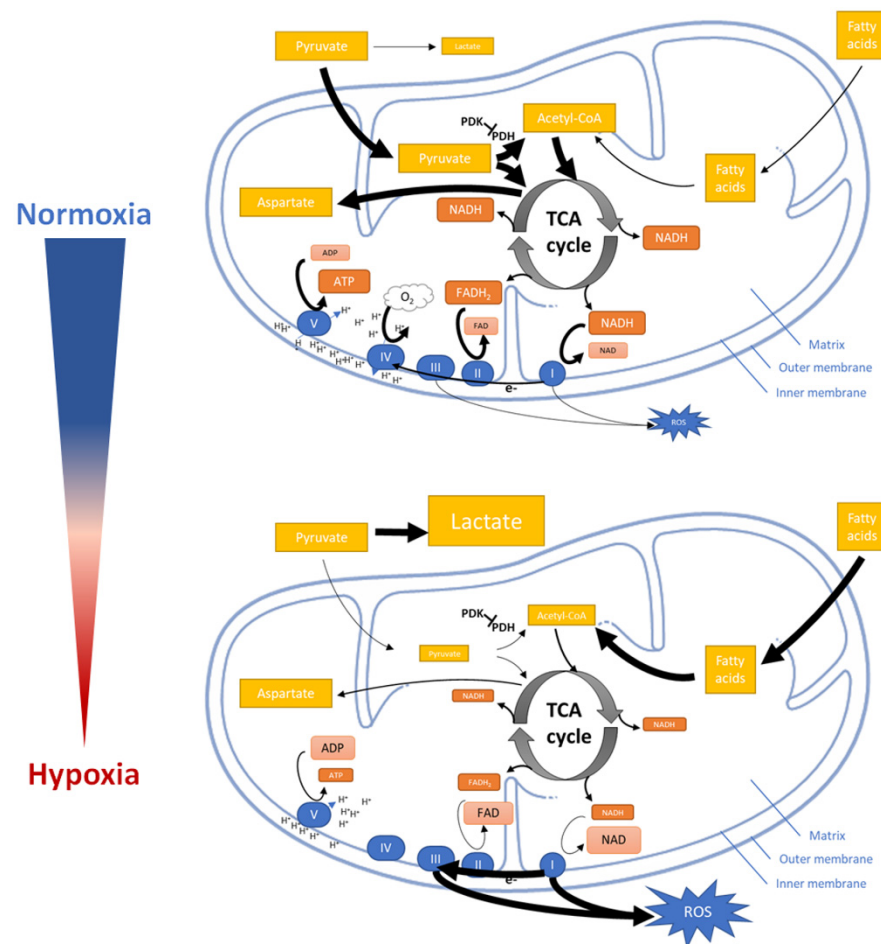 Normoxia
Hypoxia
Pyruvate
Lactate
Fatty
acids
PDK
PDH
Acetyl-CoA
Pyruvate
Fatty
acids
Aspartate
NADH
TCA
cycle
NADH
ADP
ATP
O₂
FADH₂
FAD
NADH
NAD
H⁺
H⁺
H⁺
H⁺
H⁺
H⁺
H⁺
H⁺
H⁺
H⁺
H⁺
H⁺
V
IV
III
II
I
e-
ROS
Matrix
Outer membrane
Inner membrane
Pyruvate
Lactate
Fatty
acids
PDK
PDH
Acetyl-CoA
Pyruvate
Fatty
acids
Aspartate
NADH
TCA
cycle
NADH
ADP
ATP
FADH₂
FAD
NADH
NAD
H⁺
H⁺
H⁺
H⁺
H⁺
H⁺
H⁺
H⁺
H⁺
V
IV
III
II
I
e-
ROS
Matrix
Outer membrane
Inner membrane